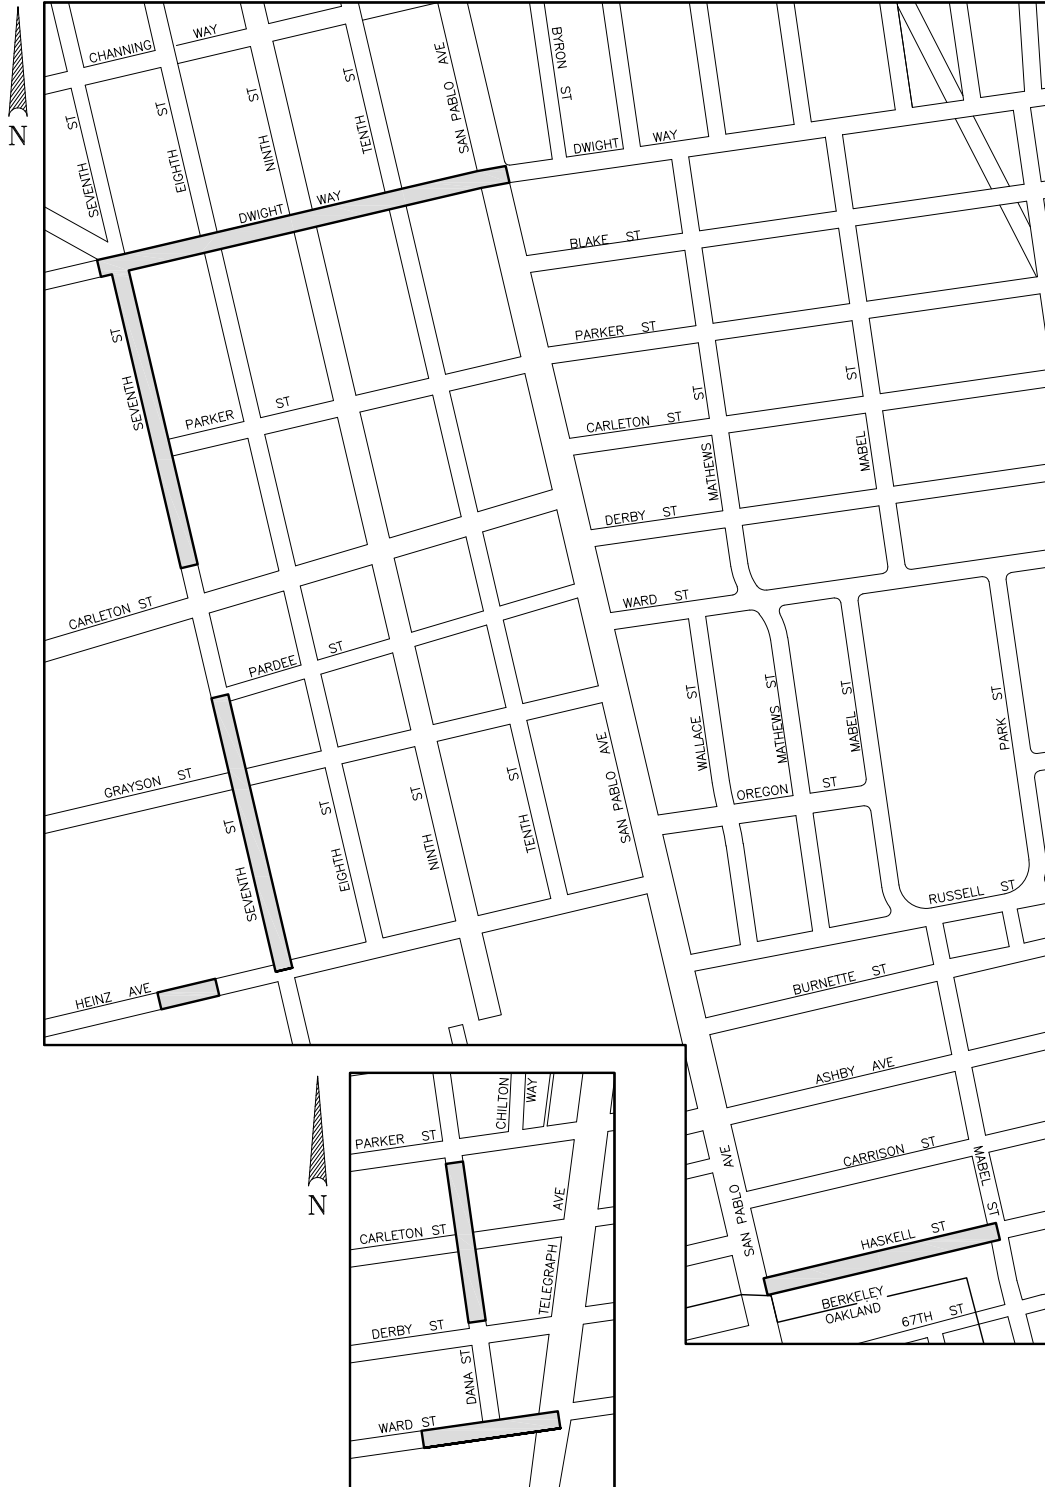 CHANNING WAY
SEVENTH ST
EIGHTH ST
NINTH ST
TENTH ST
SAN PABLO AVE
BYRON ST
DWIGHT WAY
DWIGHT WAY
N
BLAKE ST
PARKER ST
CARLETON ST
DERBY ST
WARD ST
MATHEWS ST
MABEL ST
SEVENTH ST
PARKER ST
CARLETON ST
PARDEE ST
GRAYSON ST
SEVENTH ST
EIGHTH ST
NINTH ST
TENTH ST
SAN PABLO AVE
WALLACE ST
MATHEWS ST
MABEL ST
PARK ST
OREGON ST
RUSSELL ST
HEINZ AVE
BURNETTE ST
ASHBY AVE
CARRISON ST
SAN PABLO AVE
MABEL ST
HASKELL ST
BERKELEY
OAKLAND
67TH ST
N
CHILTON WAY
PARKER ST
CARLETON ST
TELEGRAPH AVE
DERBY ST
DANA ST
WARD ST